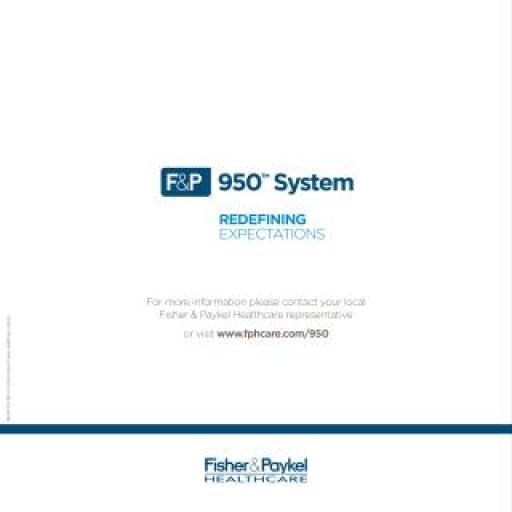 F&P 950™ System
REDEFINING
EXPECTATIONS
For more information please contact your local
Fisher & Paykel Healthcare representative
or visit www.fphcare.com/950
Fisher & Paykel
HEALTHCARE